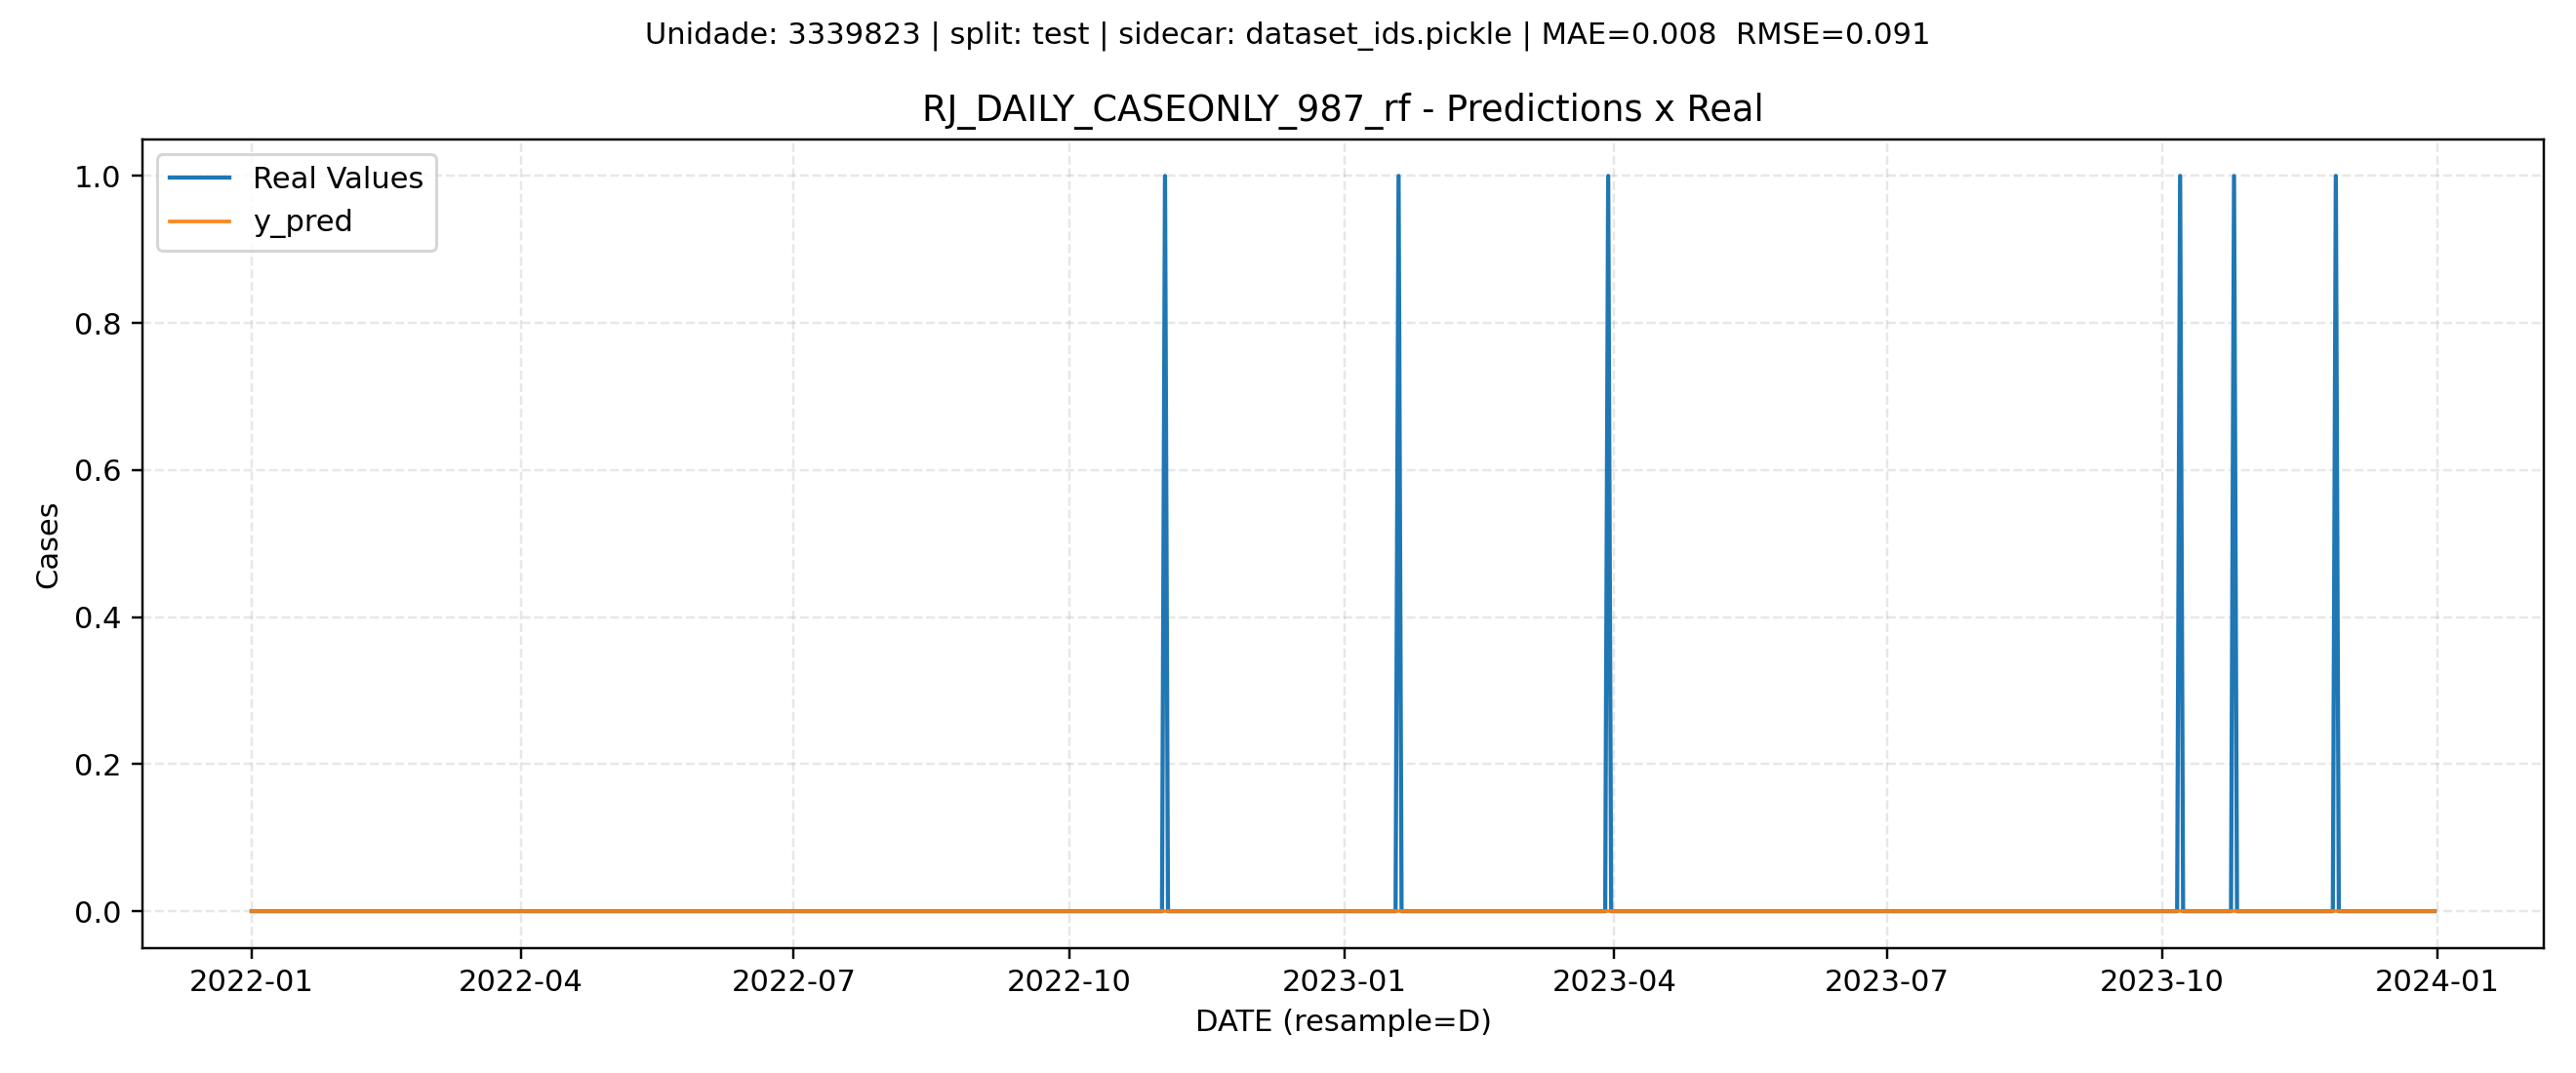 Unidade: 3339823 | split: test | sidecar: dataset_ids.pickle | MAE=0.008  RMSE=0.091
RJ_DAILY_CASEONLY_987_rf - Predictions x Real
Real Values
y_pred
1.0
0.8
0.6
0.4
0.2
0.0
Cases
2022-01
2022-04
2022-07
2022-10
2023-01
2023-04
2023-07
2023-10
2024-01
DATE (resample=D)